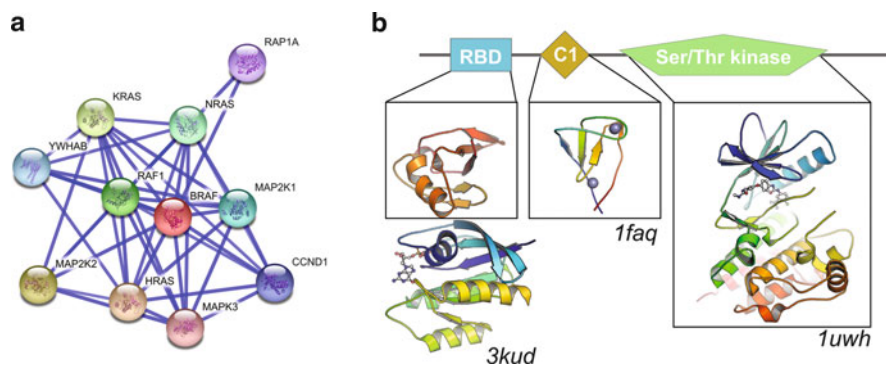 a
RAP1A
KRAS
NRAS
YWHAB
RAF1
BRAF
MAP2K1
MAP2K2
HRAS
CCND1
MAPK3
b
RBD
C1
Ser/Thr kinase
1faq
3kud
1uwh